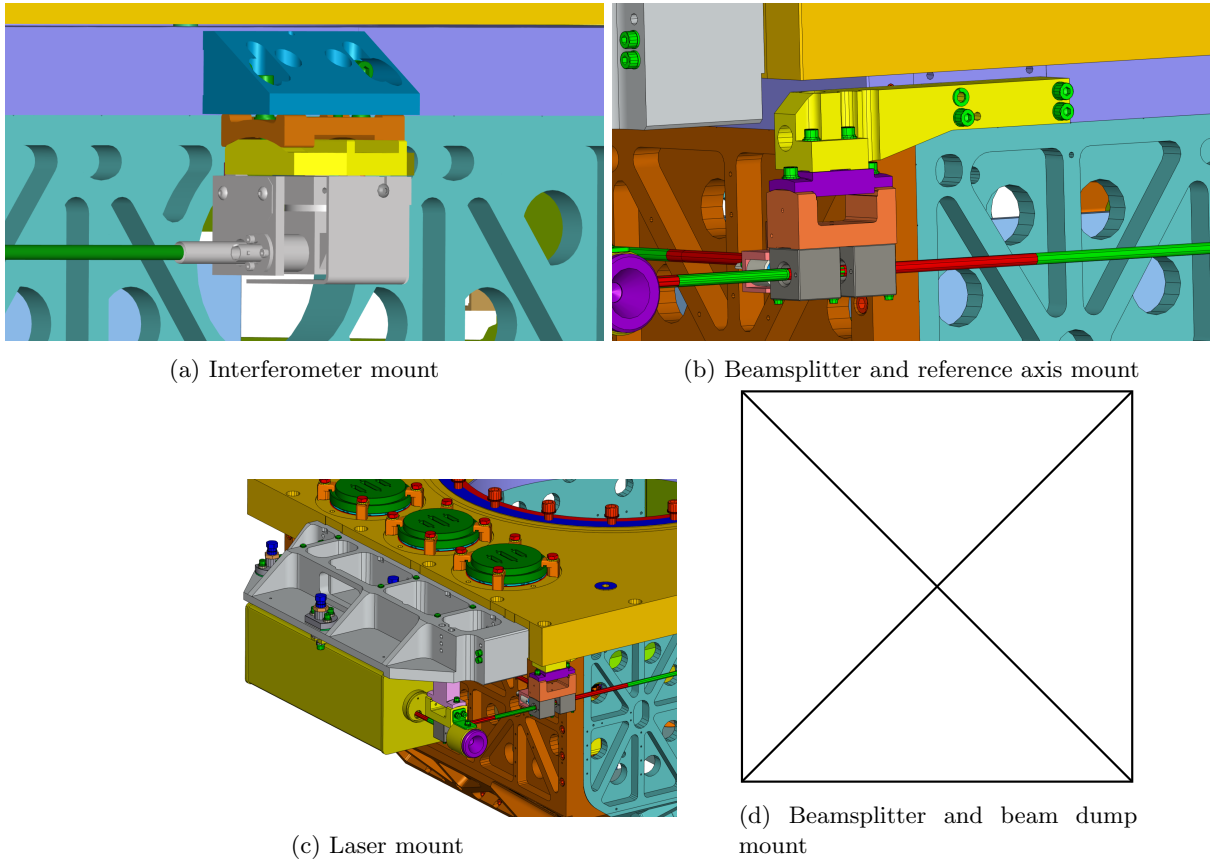 (a) Interferometer mount
(b) Beamsplitter and reference axis mount
(c) Laser mount
(d) Beamsplitter and beam dump
mount